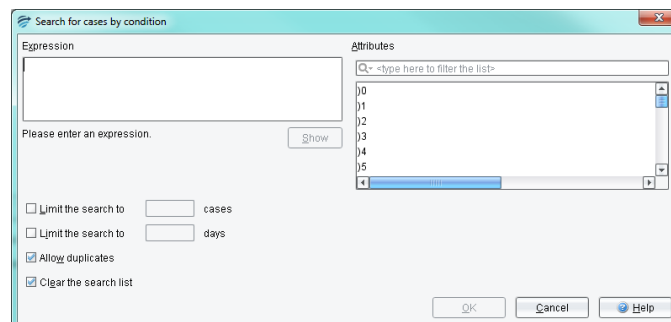 Search for cases by condition
Expression
Attributes
<type here to filter the list>
)0
)1
)2
)3
)4
)5
Please enter an expression.
Show
Limit the search to cases
Limit the search to days
Allow duplicates
Clear the search list
OK
Cancel
Help